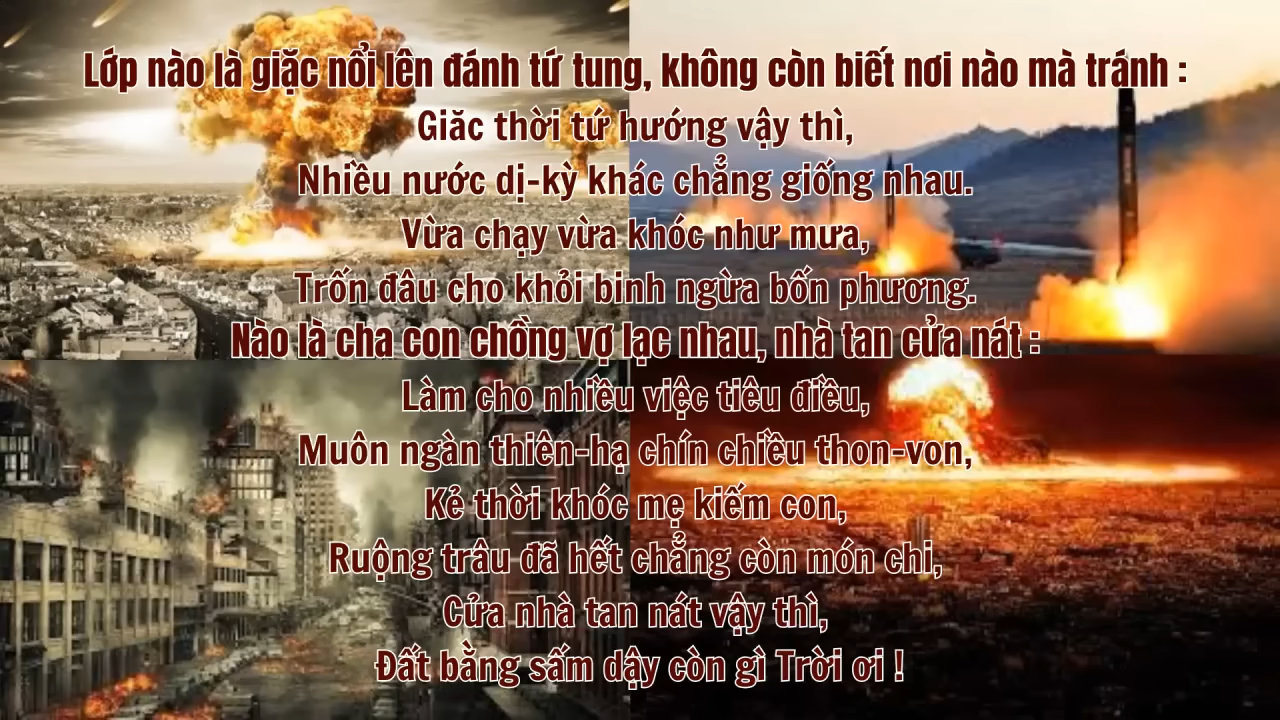 Lớp nào là giặc nổi lên đánh tứ tung, không còn biết nơi nào mà tránh :
Giăc thời tứ hướng vậy thì,
Nhiều nước dị-kỳ khác chẳng giống nhau.
Vừa chạy vừa khóc như mưa,
Trốn đâu cho khỏi binh ngừa bốn phương.
Nào là cha con chồng vợ lạc nhau, nhà tan cửa nát :
Làm cho nhiều việc tiêu điều,
Muôn ngàn thiên-hạ chín chiều thon-von,
Kẻ thời khóc mẹ kiếm con,
Ruộng trâu đã hết chẳng còn món chi,
Cửa nhà tan nát vậy thì,
Đất bằng sấm dậy còn gì Trời ơi !